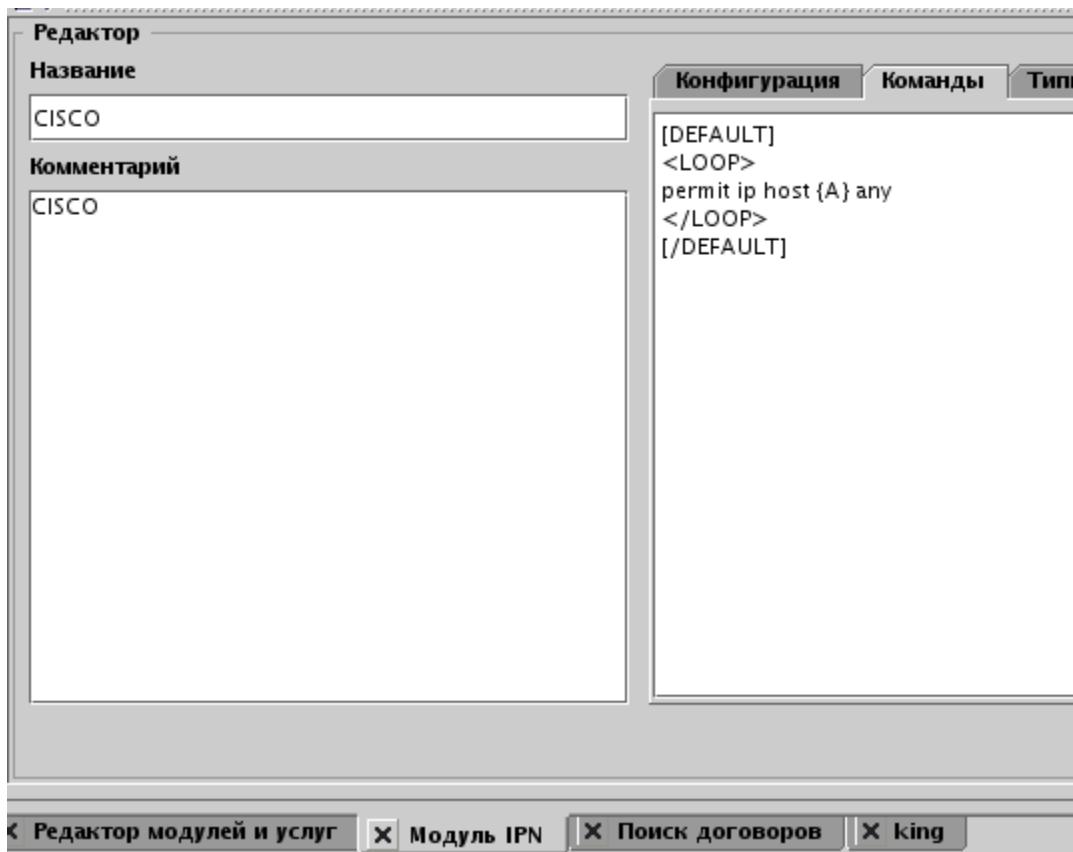 Редактор
Название
CISCO
Комментарий
CISCO
Конфигурация Команды
[DEFAULT]
<LOOP>
permit ip host {A} any
</LOOP>
[/DEFAULT]
Редактор модулей и услуг Модуль IPN Поиск договоров king